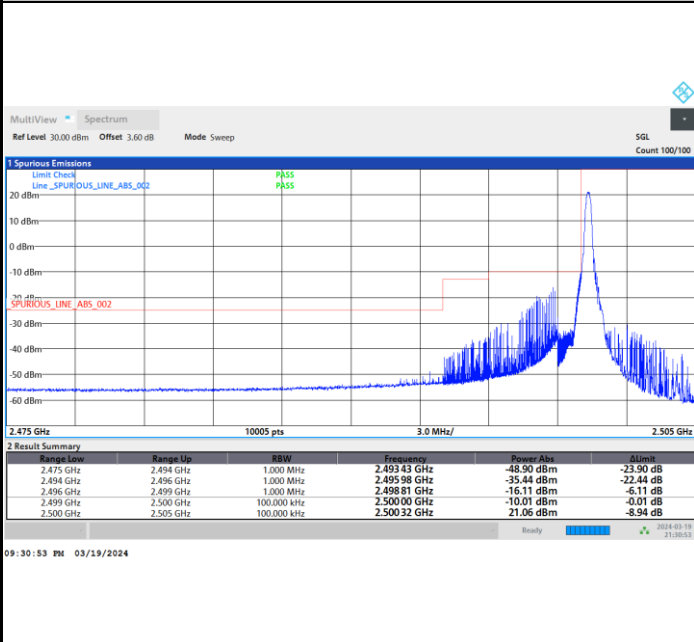 MultiView Spectrum
Ref Level 30.00 dBm Offset 3.60 dB Mode Sweep SGL
Count 100/100
1 Spurious Emissions
Limit Check PASS
Line _SPURIOUS_LINE_ABS_002 PASS
20 dBm
10 dBm
0 dBm
-10 dBm
-20 dBm
_SPURIOUS_LINE_ABS_002
-30 dBm
-40 dBm
-50 dBm
-60 dBm
2.475 GHz 10005 pts 3.0 MHz/ 2.505 GHz
2 Result Summary
Range Low Range Up RBW Frequency Power Abs ΔLimit
2.475 GHz 2.494 GHz 1.000 MHz 2.493 43 GHz -48.90 dBm -23.90 dB
2.494 GHz 2.496 GHz 1.000 MHz 2.495 98 GHz -35.44 dBm -22.44 dB
2.496 GHz 2.499 GHz 1.000 MHz 2.498 81 GHz -16.11 dBm -6.11 dB
2.499 GHz 2.500 GHz 100.000 kHz 2.500 00 GHz -10.01 dBm -0.01 dB
2.500 GHz 2.505 GHz 100.000 kHz 2.500 32 GHz 21.06 dBm -8.94 dB
Ready 2024-03-19
21:30:53
09:30:53 PM 03/19/2024